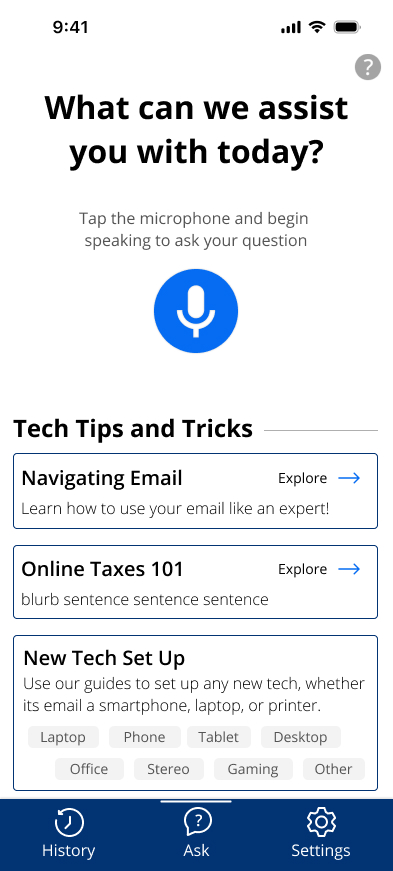 9:41
?
What can we assist
you with today?
Tap the microphone and begin
speaking to ask your question
Tech Tips and Tricks
Navigating Email Explore
Learn how to use your email like an expert!
Online Taxes 101 Explore
blurb sentence sentence sentence
New Tech Set Up
Use our guides to set up any new tech, whether
its email a smartphone, laptop, or printer.
Laptop Phone Tablet Desktop
Office Stereo Gaming Other
?
History Ask Settings